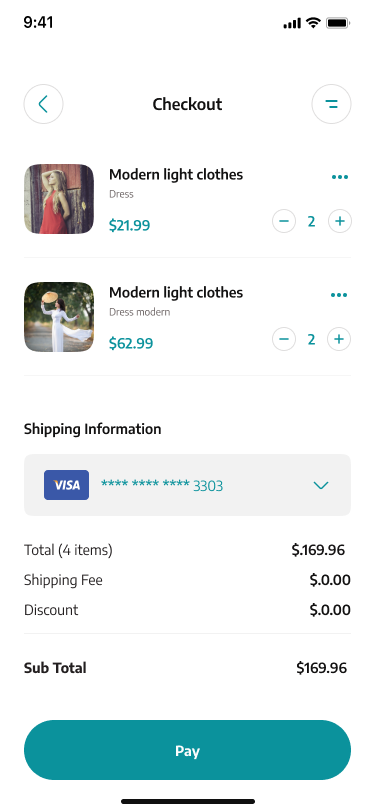 9:41
Checkout
Modern light clothes
Dress
$21.99
2
Modern light clothes
Dress modern
$62.99
2
Shipping Information
VISA **** **** **** 3303
Total (4 items) $.169.96
Shipping Fee $.0.00
Discount $.0.00
Sub Total $169.96
Pay